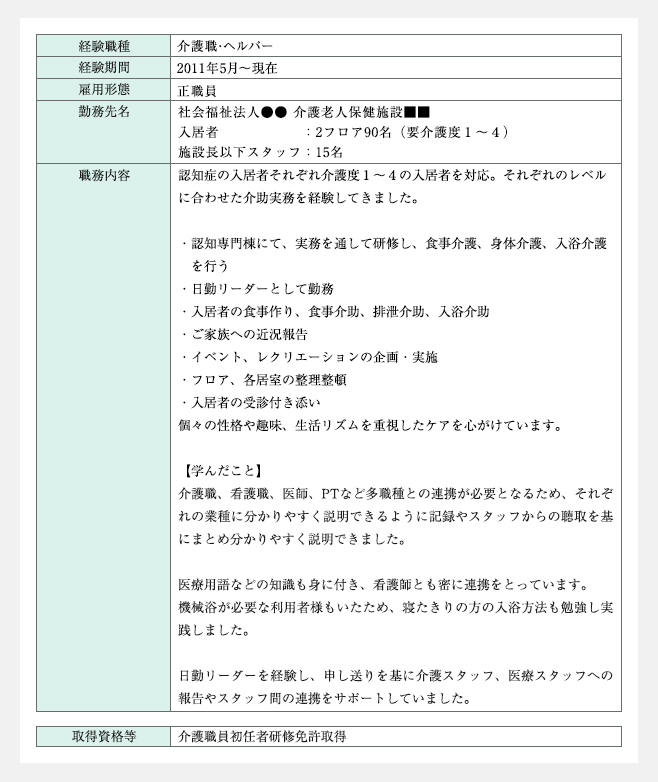 経験職種 介護職・ヘルパー
経験期間 2011年5月～現在
雇用形態 正職員
勤務先名 社会福祉法人●● 介護老人保健施設■■
入居者 ：2フロア90名（要介護度１～４）
施設長以下スタッフ：15名
職務内容 認知症の入居者それぞれ介護度１～４の入居者を対応。それぞれのレベル
に合わせた介助実務を経験してきました。
・認知専門棟にて、実務を通して研修し、食事介護、身体介護、入浴介護
を行う
・日勤リーダーとして勤務
・入居者の食事作り、食事介助、排泄介助、入浴介助
・ご家族への近況報告
・イベント、レクリエーションの企画・実施
・フロア、各居室の整理整頓
・入居者の受診付き添い
個々の性格や趣味、生活リズムを重視したケアを心がけています。
【学んだこと】
介護職、看護職、医師、PTなど多職種との連携が必要となるため、それぞ
れの業種に分かりやすく説明できるように記録やスタッフからの聴取を基
にまとめ分かりやすく説明できました。
医療用語などの知識も身に付き、看護師とも密に連携をとっています。
機械浴が必要な利用者様もいたため、寝たきりの方の入浴方法も勉強し実
践しました。
日勤リーダーを経験し、申し送りを基に介護スタッフ、医療スタッフへの
報告やスタッフ間の連携をサポートしていました。
取得資格等 介護職員初任者研修免許取得